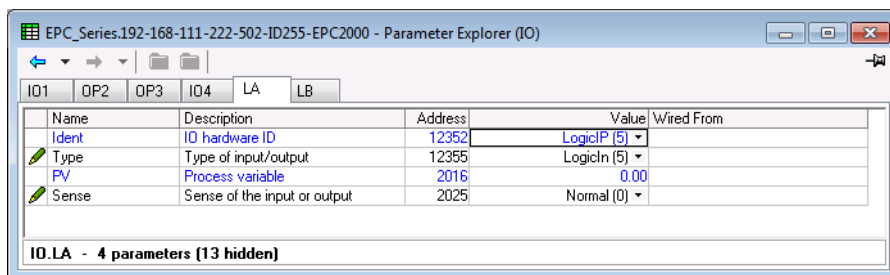 EPC_Series.192-168-111-222-502-ID255-EPC2000 - Parameter Explorer (IO)
IO1 OP2 OP3 IO4 LA LB
Name Description Address Value Wired From
Ident IO hardware ID 12352 LogicIP (5)
Type Type of input/output 12355 LogicIn (5)
PV Process variable 2016 0.00
Sense Sense of the input or output 2025 Normal (0)
IO.LA - 4 parameters (13 hidden)